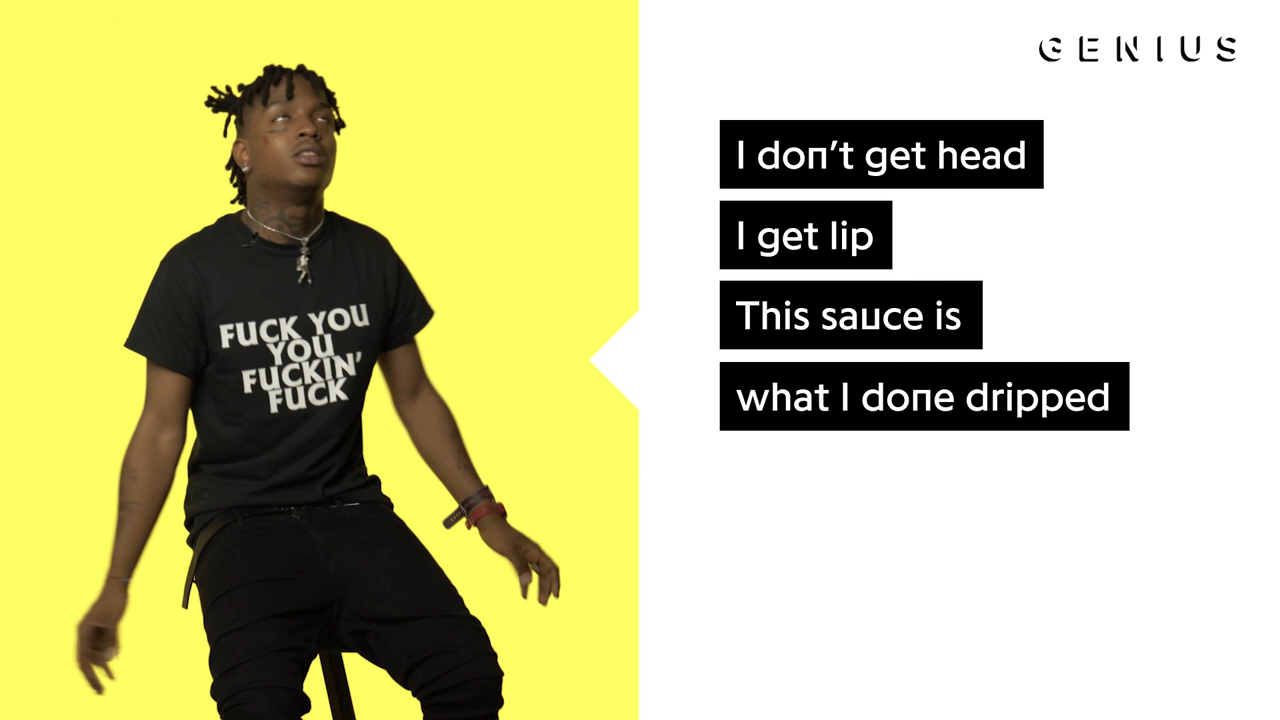 GENIUS
I don’t get head
I get lip
This sauce is
what I done dripped
FUCK YOU
YOU
FUCKIN’
FUCK